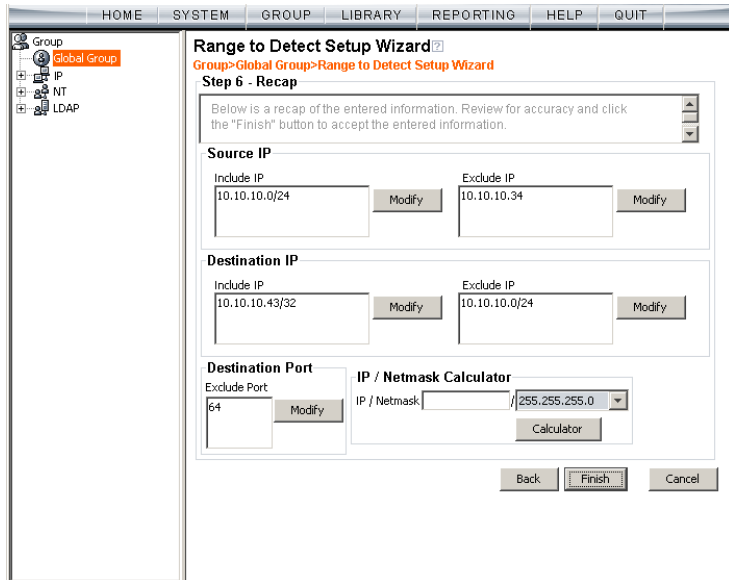 HOME SYSTEM GROUP LIBRARY REPORTING HELP QUIT
Group
Global Group
IP
NT
LDAP
Range to Detect Setup Wizard?
Group>Global Group>Range to Detect Setup Wizard
Step 6 - Recap
Below is a recap of the entered information. Review for accuracy and click
the "Finish" button to accept the entered information.
Source IP
Include IP
10.10.10.0/24
Modify
Exclude IP
10.10.10.34
Modify
Destination IP
Include IP
10.10.10.43/32
Modify
Exclude IP
10.10.10.0/24
Modify
Destination Port
Exclude Port
64
Modify
IP / Netmask Calculator
IP / Netmask / 255.255.255.0
Calculator
Back Finish Cancel